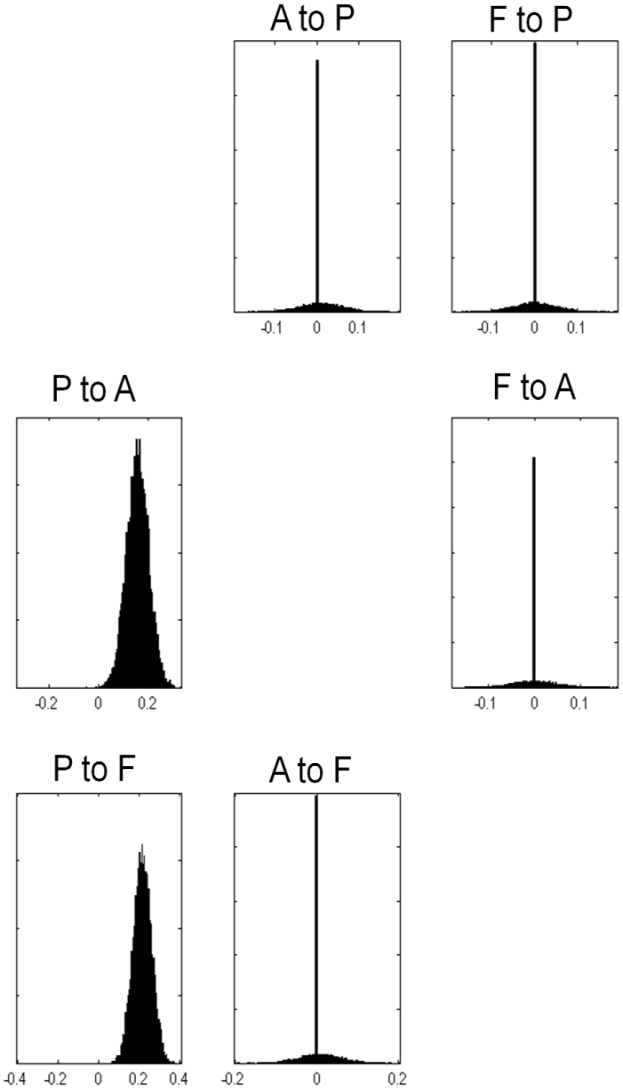 A to P
F to P
-0.1 0 0.1
-0.1 0 0.1
P to A
F to A
-0.2 0 0.2
-0.1 0 0.1
P to F
A to F
-0.4 -0.2 0 0.2 0.4
-0.2 0 0.2